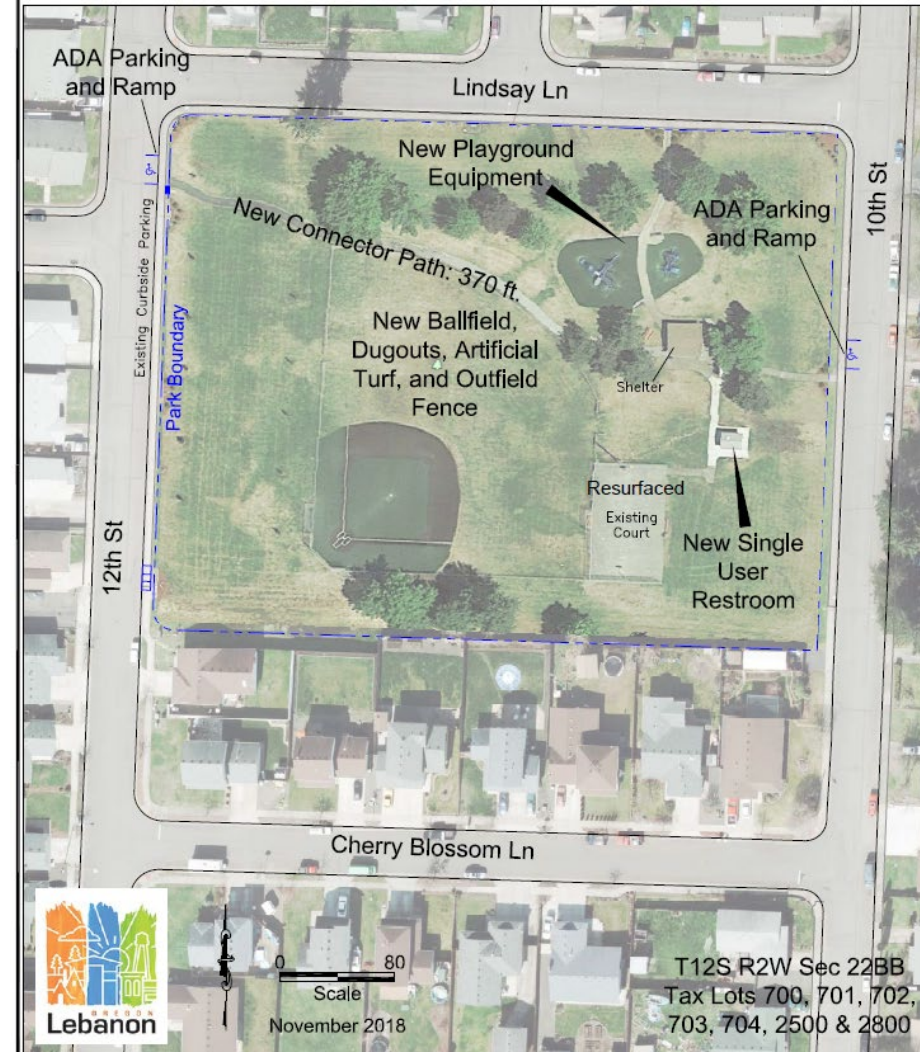 ADA Parking
and Ramp
Lindsay Ln
New Playground
Equipment
10th St
ADA Parking
and Ramp
New Connector Path: 370 ft.
Existing Curbside Parking
Park Boundary
New Ballfield,
Dugouts, Artificial
Turf, and Outfield
Fence
Shelter
Resurfaced
Existing
Court
New Single
User
Restroom
12th St
Cherry Blossom Ln
OREGON
Lebanon
0 80
Scale
November 2018
T12S R2W Sec 22BB
Tax Lots 700, 701, 702,
703, 704, 2500 & 2800